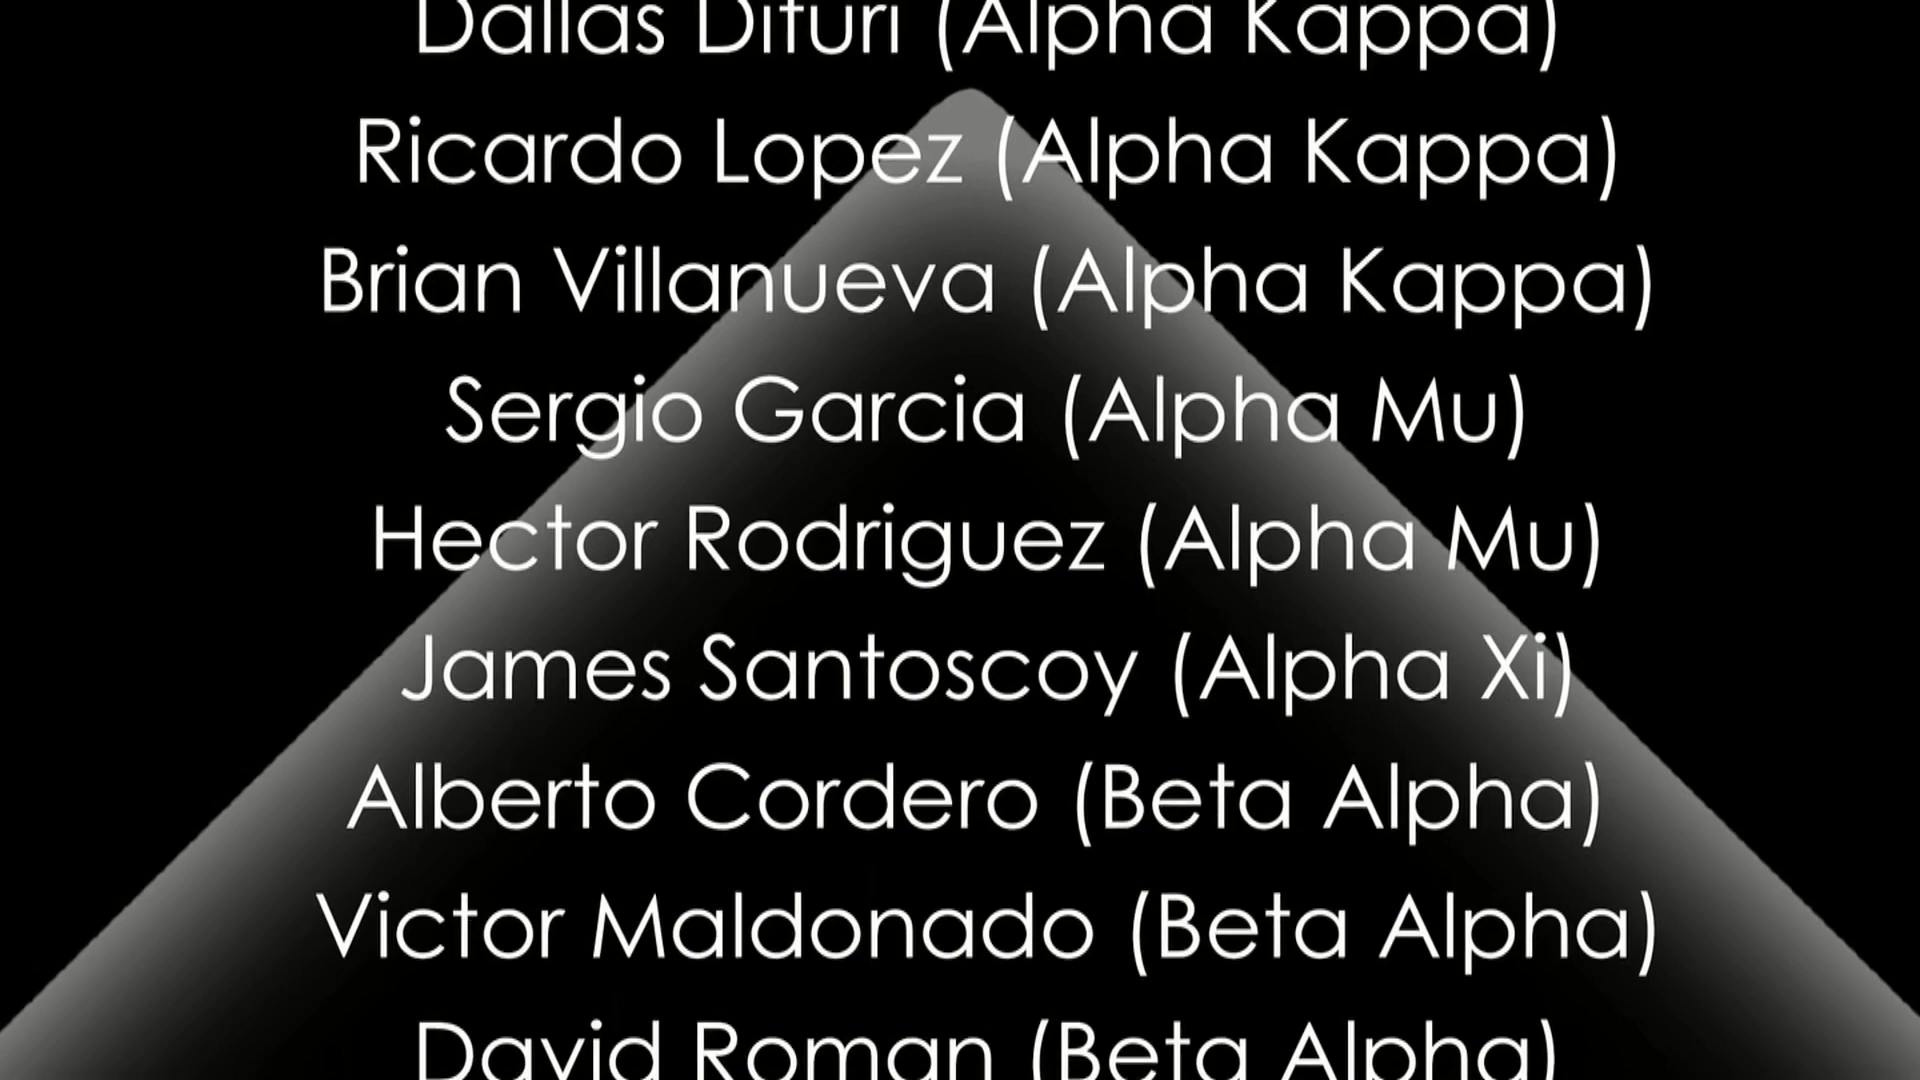 Dallas Dituri (Alpha Kappa)
Ricardo Lopez (Alpha Kappa)
Brian Villanueva (Alpha Kappa)
Sergio Garcia (Alpha Mu)
Hector Rodriguez (Alpha Mu)
James Santoscoy (Alpha Xi)
Alberto Cordero (Beta Alpha)
Victor Maldonado (Beta Alpha)
David Roman (Beta Alpha)